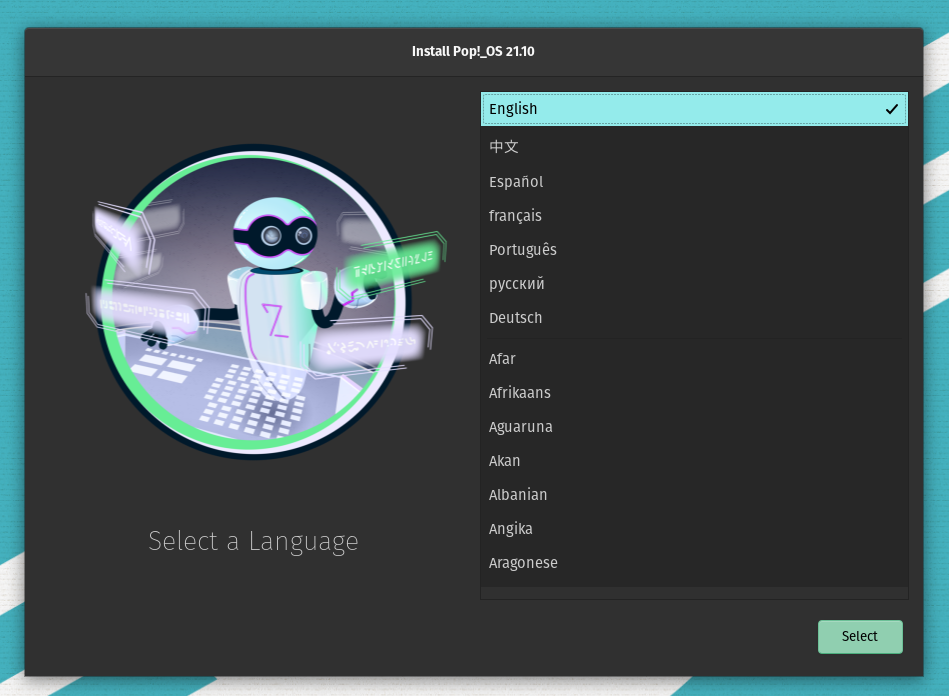 Install Pop!_OS 21.10
English
中文
Español
français
Português
русский
Deutsch
Afar
Afrikaans
Aguaruna
Akan
Albanian
Angika
Aragonese
Select a Language
Select